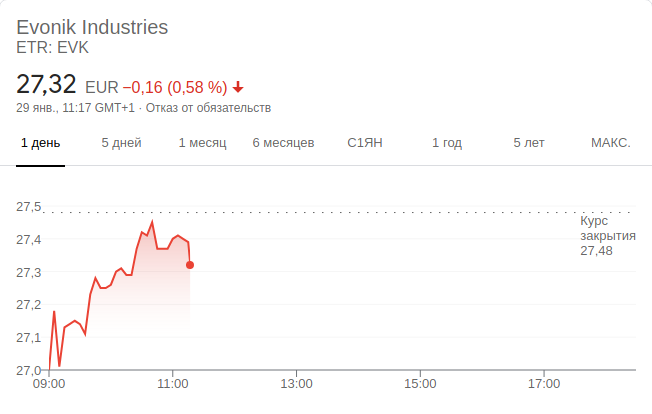 Evonik Industries
ETR: EVK
27,32 EUR −0,16 (0,58 %)
29 янв., 11:17 GMT+1 · Отказ от обязательств
1 день 5 дней 1 месяц 6 месяцев С1ЯН 1 год 5 лет МАКС.
27,5
Курс
закрытия
27,48
27,4
27,3
27,2
27,1
27,0
09:00 11:00 13:00 15:00 17:00